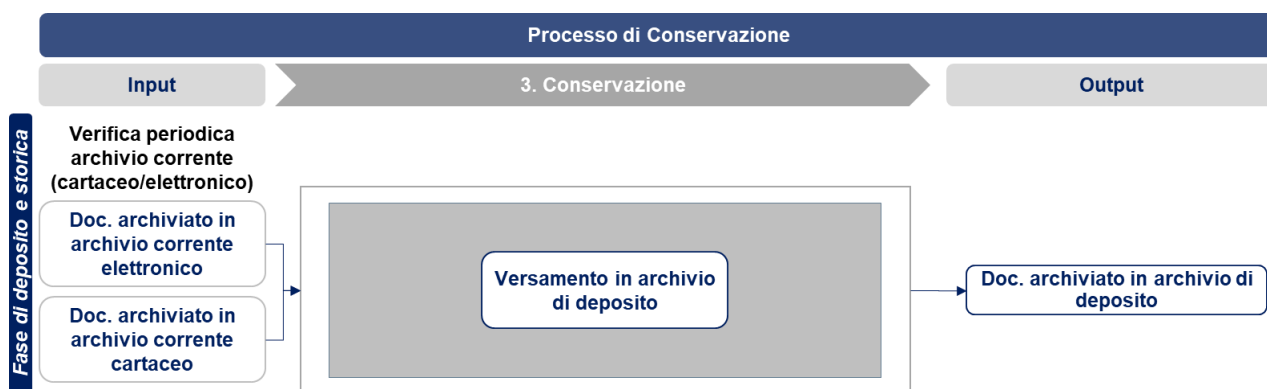 Processo di Conservazione
Input
3. Conservazione
Output
Fase di deposito e storica
Verifica periodica
archivio corrente
(cartaceo/elettronico)
Doc. archiviato in
archivio corrente
elettronico
Doc. archiviato in
archivio corrente
cartaceo
Versamento in archivio
di deposito
Doc. archiviato in archivio di
deposito